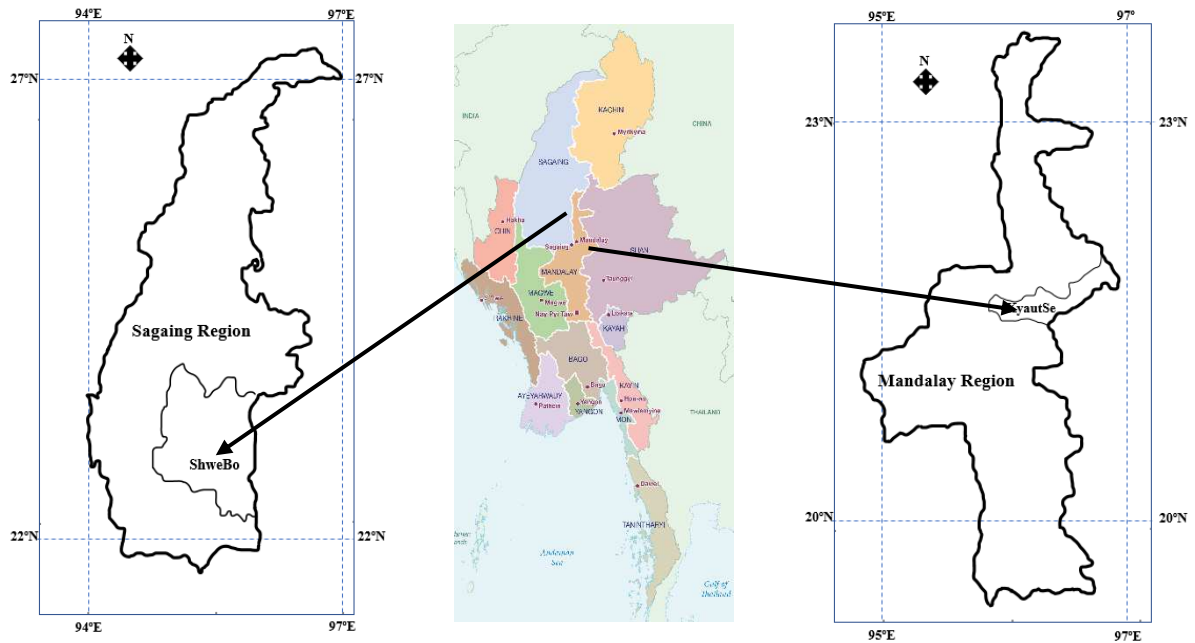 94°E
97°E
N
27°N
27°N
Sagaing Region
ShweBo
22°N
22°N
94°E
97°E
INDIA
KACHIN
Myitkyina
CHINA
SAGAING
Hakha
CHIN
Sagaing
Mandalay
SHAN
MANDALAY
Taunggyi
MAGWE
Magwe
Nay Pyi Taw
RAKHINE
Loikaw
KAYAH
BAGO
Bago
AYEYARWADY
Pathein
Yangon
YANGON
KAYIN
Hpa-an
Mawlamyine
MON
THAILAND
Dawei
TANINTHARYI
Andaman
Sea
Gulf of
Thailand
95°E
97°
N
23°N
23°N
KyautSe
Mandalay Region
20°N
20°N
95°E
97°E